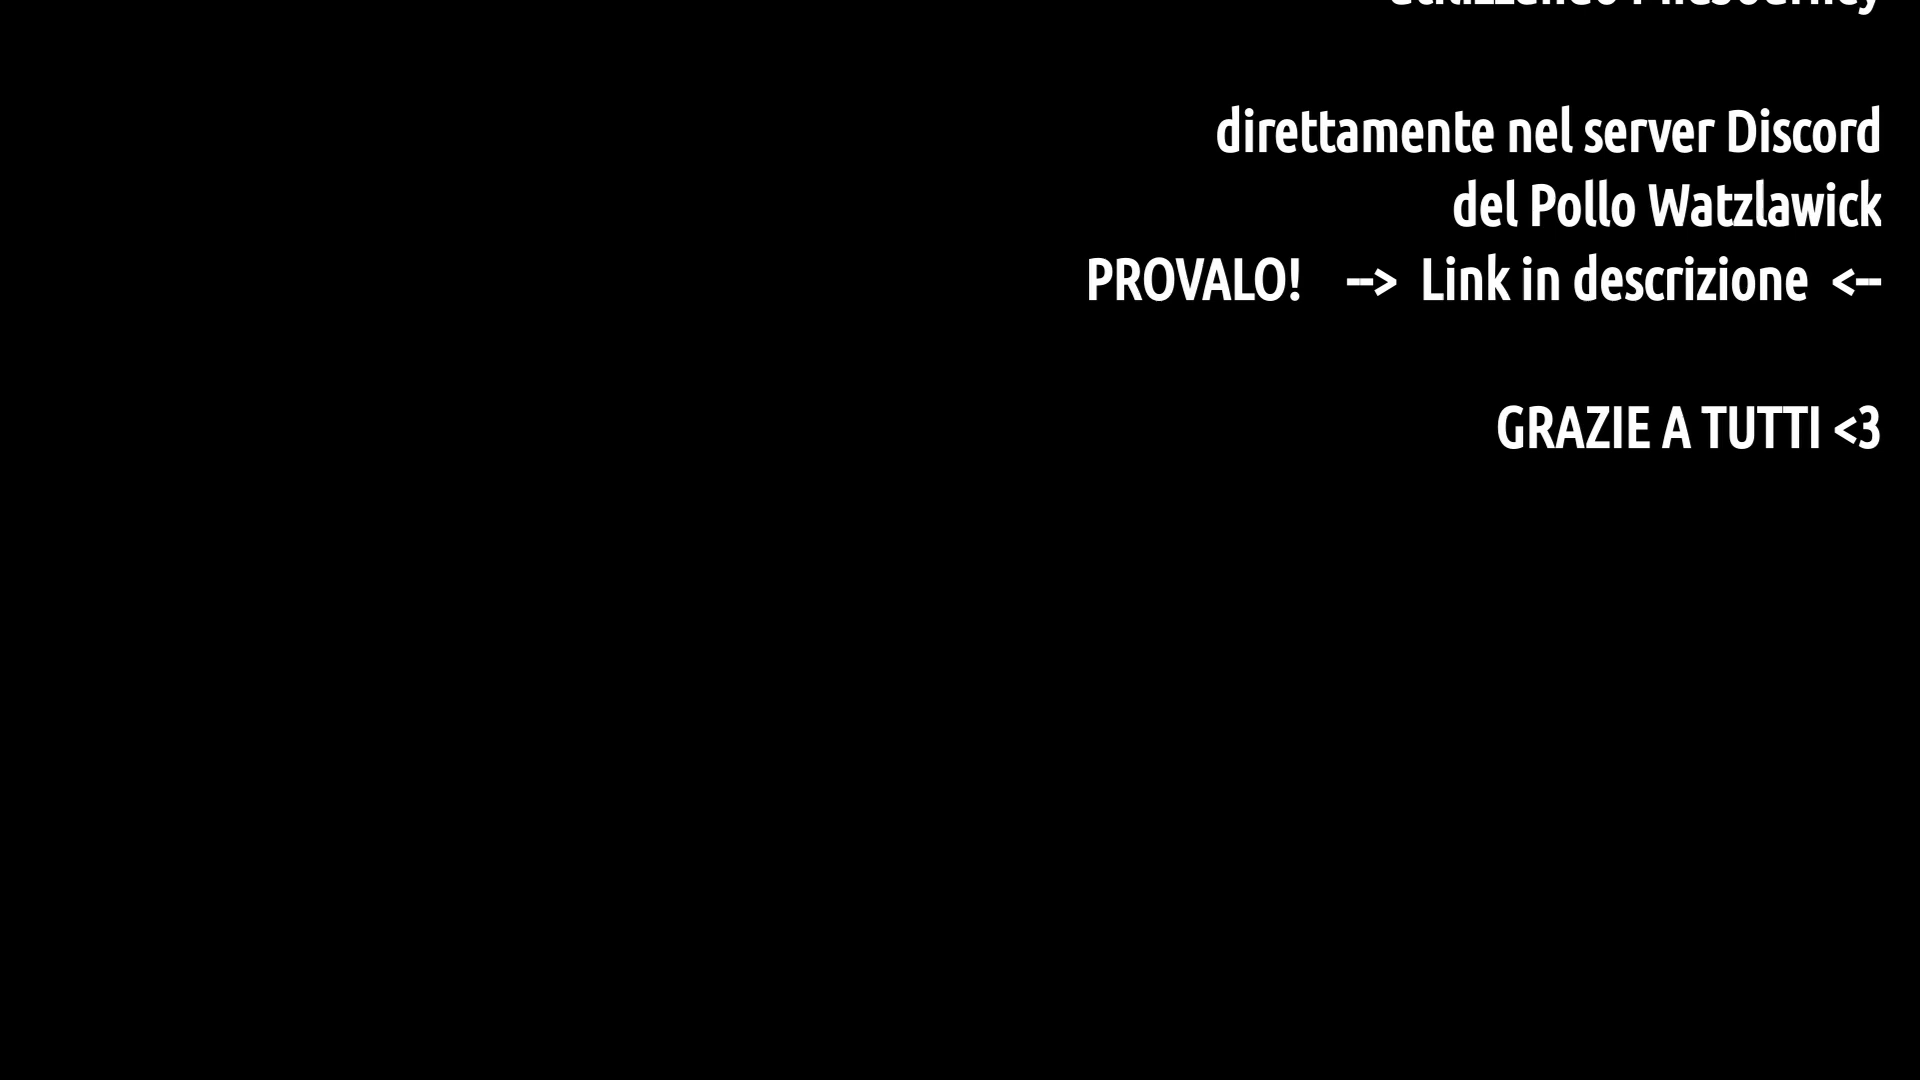 direttamente nel server Discord
del Pollo Watzlawick
PROVALO! --> Link in descrizione <--
GRAZIE A TUTTI <3